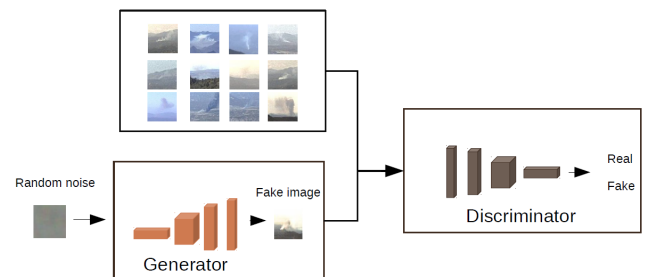 Random noise
Fake image
Generator
Real
Fake
Discriminator